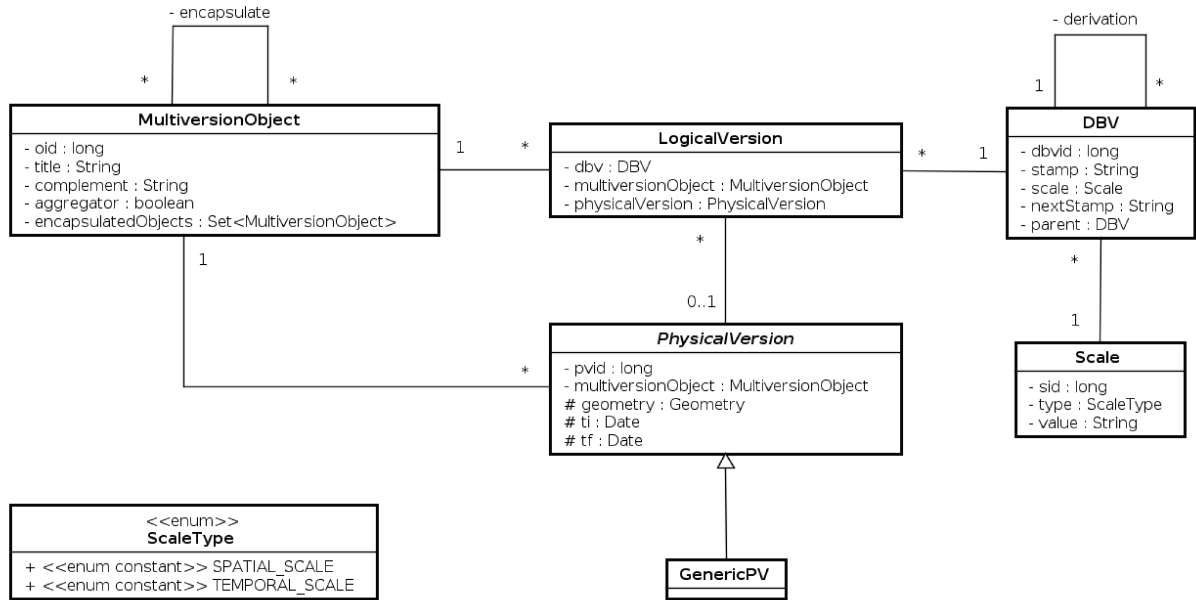 - encapsulate
*
*
MultiversionObject
- oid : long
- title : String
- complement : String
- aggregator : boolean
- encapsulatedObjects : Set<MultiversionObject>
1
*
LogicalVersion
- dbv : DBV
- multiversionObject : MultiversionObject
- physicalVersion : PhysicalVersion
*
1
- derivation
1
*
DBV
- dbvid : long
- stamp : String
- scale : Scale
- nextStamp : String
- parent : DBV
1
*
*
0..1
PhysicalVersion
- pvid : long
- multiversionObject : MultiversionObject
# geometry : Geometry
# ti : Date
# tf : Date
*
1
Scale
- sid : long
- type : ScaleType
- value : String
<<enum>>
ScaleType
+ <<enum constant>> SPATIAL_SCALE
+ <<enum constant>> TEMPORAL_SCALE
GenericPV